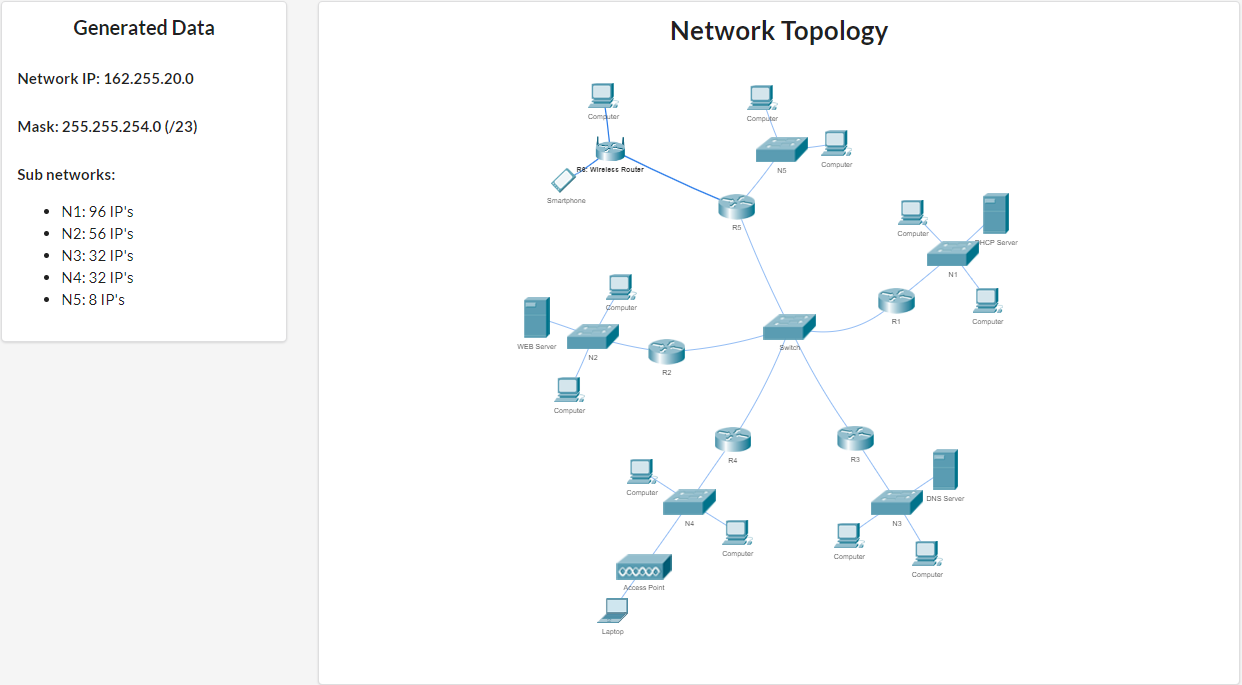 Generated Data
Network IP: 162.255.20.0
Mask: 255.255.254.0 (/23)
Sub networks:
N1: 96 IP's
N2: 56 IP's
N3: 32 IP's
N4: 32 IP's
N5: 8 IP's
Network Topology
Computer
R6: Wireless Router
Smartphone
Computer
Computer
N5
R5
Computer
DHCP Server
N1
Computer
R1
Computer
WEB Server
N2
Computer
R2
Switch
R4
Computer
N4
Computer
Access Point
Laptop
R3
DNS Server
N3
Computer
Computer